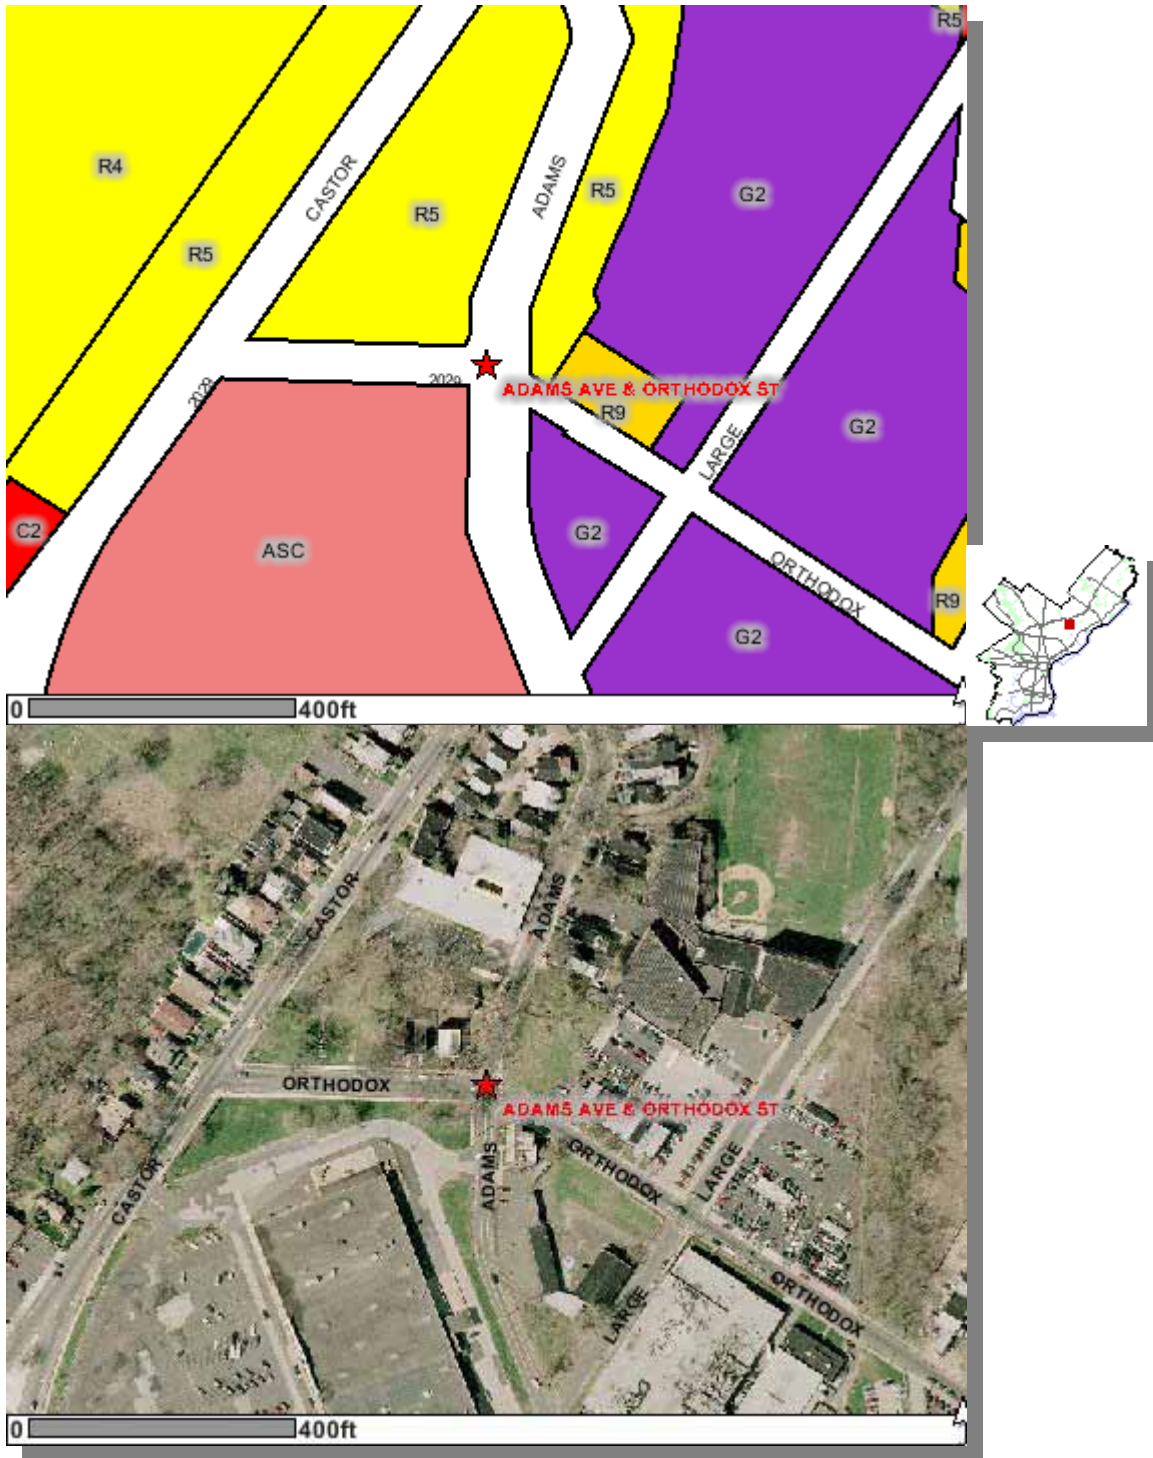 R5
R4
CASTOR
ADAMS
R5
G2
R5
R5
2029
2029
ADAMS AVE & ORTHODOX ST
R9
G2
LARGE
C2
ASC
G2
ORTHODOX
R9
G2
0 400ft
CASTOR
ADAMS
ORTHODOX
ADAMS AVE & ORTHODOX ST
CASTOR
ADAMS
ORTHODOX
LARGE
LARGE
ORTHODOX
0 400ft